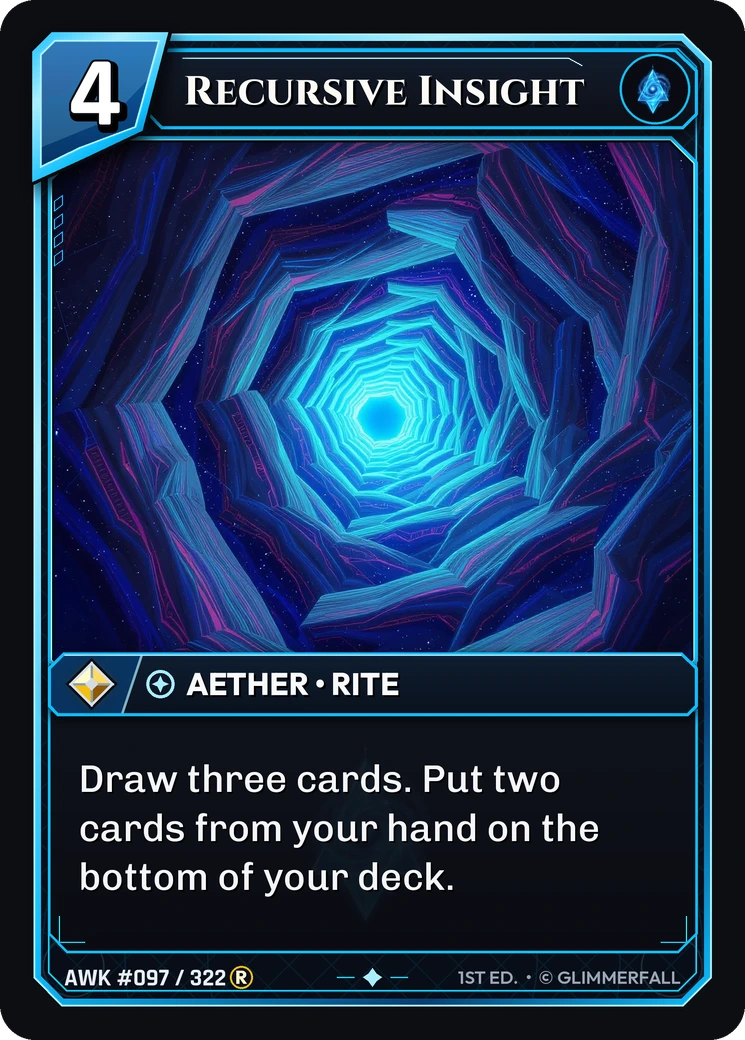 4
Recursive Insight
AETHER • RITE
Draw three cards. Put two
cards from your hand on the
bottom of your deck.
AWK #097 / 322 R
1ST ED. • © GLIMMERFALL